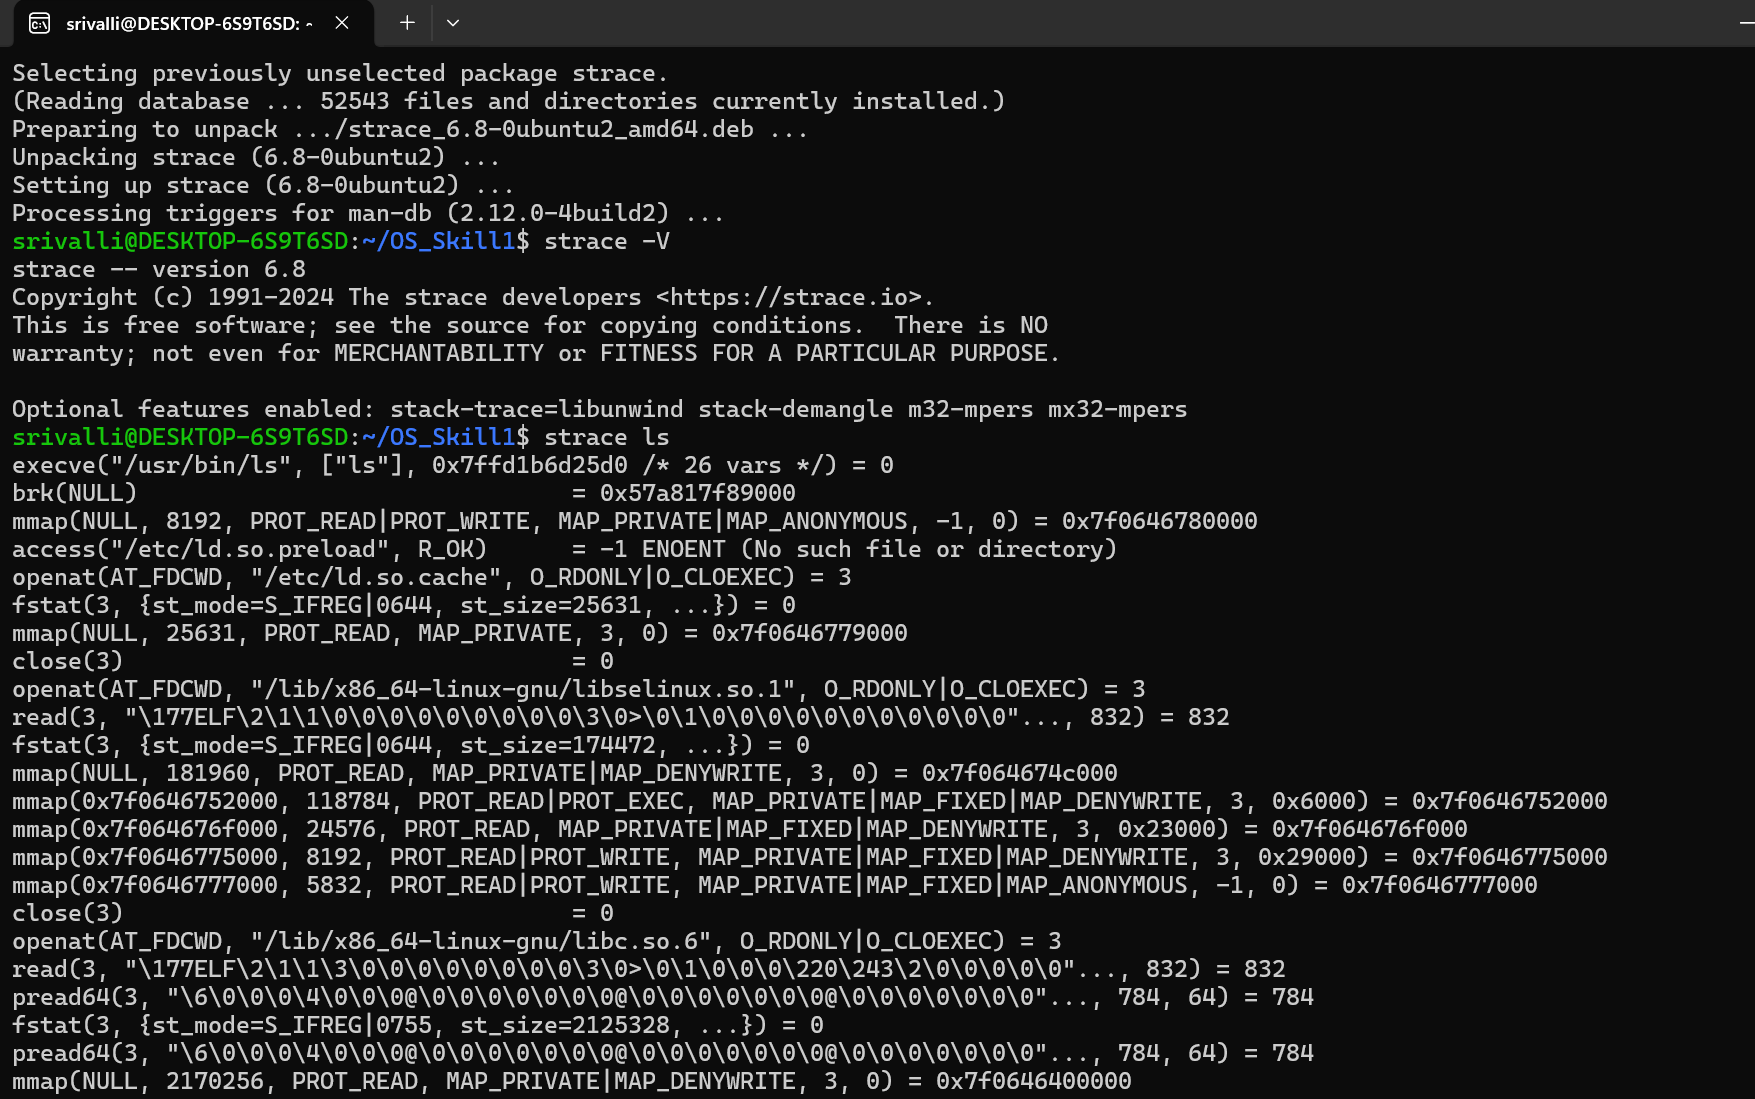 srivalli@DESKTOP-6S9T6SD: ~
Selecting previously unselected package strace.
(Reading database ... 52543 files and directories currently installed.)
Preparing to unpack .../strace_6.8-0ubuntu2_amd64.deb ...
Unpacking strace (6.8-0ubuntu2) ...
Setting up strace (6.8-0ubuntu2) ...
Processing triggers for man-db (2.12.0-4build2) ...
srivalli@DESKTOP-6S9T6SD:~/OS_Skill1$ strace -V
strace -- version 6.8
Copyright (c) 1991-2024 The strace developers <https://strace.io>.
This is free software; see the source for copying conditions.  There is NO
warranty; not even for MERCHANTABILITY or FITNESS FOR A PARTICULAR PURPOSE.

Optional features enabled: stack-trace=libunwind stack-demangle m32-mpers mx32-mpers
srivalli@DESKTOP-6S9T6SD:~/OS_Skill1$ strace ls
execve("/usr/bin/ls", ["ls"], 0x7ffd1b6d25d0 /* 26 vars */) = 0
brk(NULL)                               = 0x57a817f89000
mmap(NULL, 8192, PROT_READ|PROT_WRITE, MAP_PRIVATE|MAP_ANONYMOUS, -1, 0) = 0x7f0646780000
access("/etc/ld.so.preload", R_OK)      = -1 ENOENT (No such file or directory)
openat(AT_FDCWD, "/etc/ld.so.cache", O_RDONLY|O_CLOEXEC) = 3
fstat(3, {st_mode=S_IFREG|0644, st_size=25631, ...}) = 0
mmap(NULL, 25631, PROT_READ, MAP_PRIVATE, 3, 0) = 0x7f0646779000
close(3)                                = 0
openat(AT_FDCWD, "/lib/x86_64-linux-gnu/libselinux.so.1", O_RDONLY|O_CLOEXEC) = 3
read(3, "\177ELF\2\1\1\0\0\0\0\0\0\0\0\0\3\0>\0\1\0\0\0\0\0\0\0\0\0\0\0"..., 832) = 832
fstat(3, {st_mode=S_IFREG|0644, st_size=174472, ...}) = 0
mmap(NULL, 181960, PROT_READ, MAP_PRIVATE|MAP_DENYWRITE, 3, 0) = 0x7f064674c000
mmap(0x7f0646752000, 118784, PROT_READ|PROT_EXEC, MAP_PRIVATE|MAP_FIXED|MAP_DENYWRITE, 3, 0x6000) = 0x7f0646752000
mmap(0x7f064676f000, 24576, PROT_READ, MAP_PRIVATE|MAP_FIXED|MAP_DENYWRITE, 3, 0x23000) = 0x7f064676f000
mmap(0x7f0646775000, 8192, PROT_READ|PROT_WRITE, MAP_PRIVATE|MAP_FIXED|MAP_DENYWRITE, 3, 0x29000) = 0x7f0646775000
mmap(0x7f0646777000, 5832, PROT_READ|PROT_WRITE, MAP_PRIVATE|MAP_FIXED|MAP_ANONYMOUS, -1, 0) = 0x7f0646777000
close(3)                                = 0
openat(AT_FDCWD, "/lib/x86_64-linux-gnu/libc.so.6", O_RDONLY|O_CLOEXEC) = 3
read(3, "\177ELF\2\1\1\3\0\0\0\0\0\0\0\0\3\0>\0\1\0\0\0\220\243\2\0\0\0\0\0"..., 832) = 832
pread64(3, "\6\0\0\0\4\0\0\0@\0\0\0\0\0\0\0@\0\0\0\0\0\0\0@\0\0\0\0\0\0\0"..., 784, 64) = 784
fstat(3, {st_mode=S_IFREG|0755, st_size=2125328, ...}) = 0
pread64(3, "\6\0\0\0\4\0\0\0@\0\0\0\0\0\0\0@\0\0\0\0\0\0\0@\0\0\0\0\0\0\0"..., 784, 64) = 784
mmap(NULL, 2170256, PROT_READ, MAP_PRIVATE|MAP_DENYWRITE, 3, 0) = 0x7f0646400000